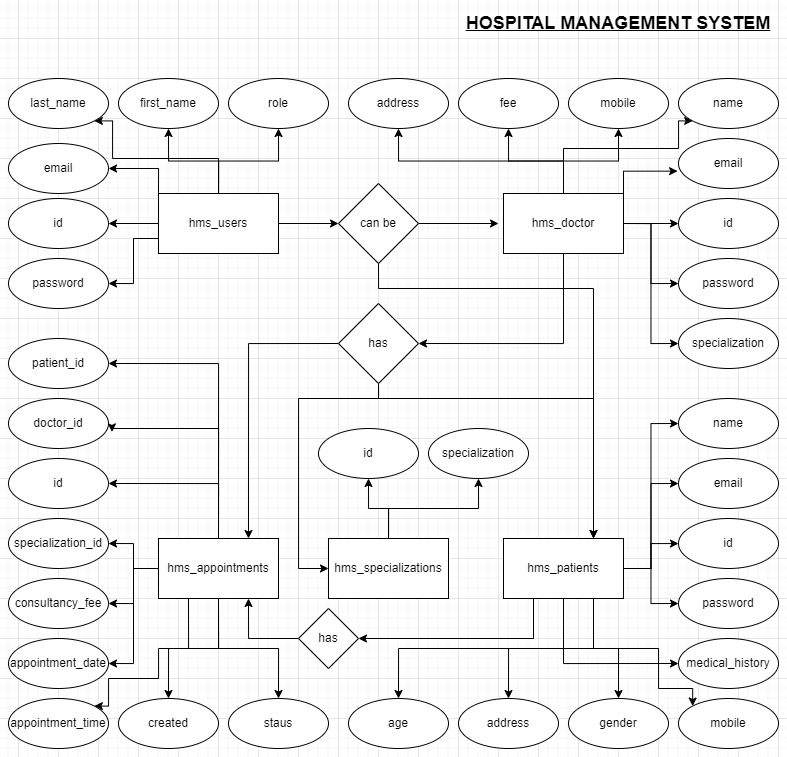 HOSPITAL MANAGEMENT SYSTEM
last_name
first_name
role
address
fee
mobile
name
email
email
id
hms_users
can be
hms_doctor
id
password
password
has
specialization
patient_id
doctor_id
name
id
specialization
id
email
specialization_id
hms_appointments
hms_specializations
hms_patients
id
consultancy_fee
password
has
appointment_date
medical_history
appointment_time
created
staus
age
address
gender
mobile